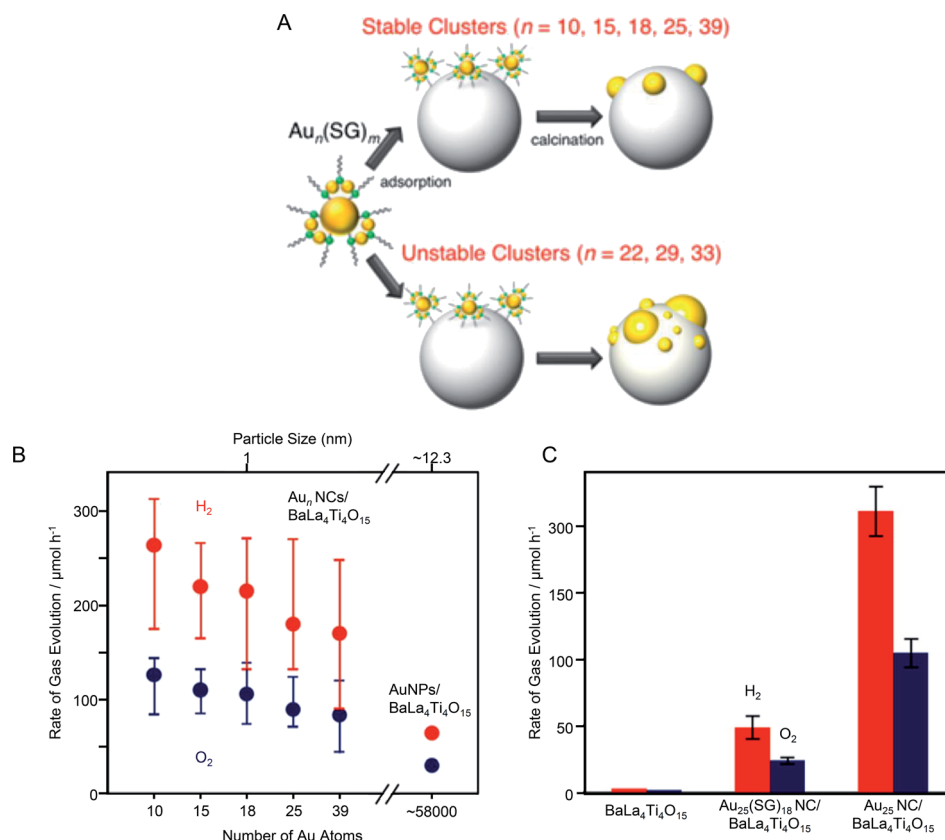 A
Stable Clusters (n = 10, 15, 18, 25, 39)
Auₙ(SG)ₘ
adsorption
calcination
Unstable Clusters (n = 22, 29, 33)
B
Particle Size (nm)
1
~12.3
Rate of Gas Evolution / µmol h⁻¹
300
200
100
0
H₂
Auₙ NCs/
BaLa₄Ti₄O₁₅
AuNPs/
BaLa₄Ti₄O₁₅
O₂
10
15
18
25
39
~58000
Number of Au Atoms
C
Rate of Gas Evolution / µmol h⁻¹
300
100
50
0
H₂
O₂
BaLa₄Ti₄O₁₅
Au₂₅(SG)₁₈ NC/
BaLa₄Ti₄O₁₅
Au₂₅ NC/
BaLa₄Ti₄O₁₅